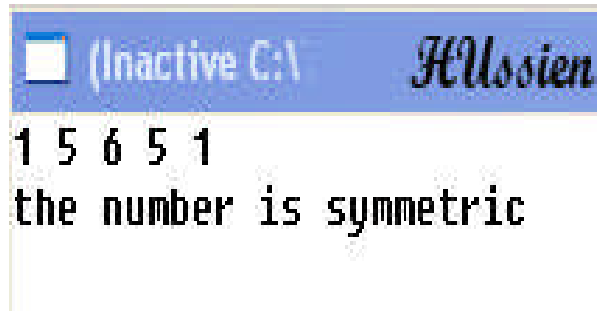 (Inactive C:\ HUssien
1 5 6 5 1
the number is symmetric